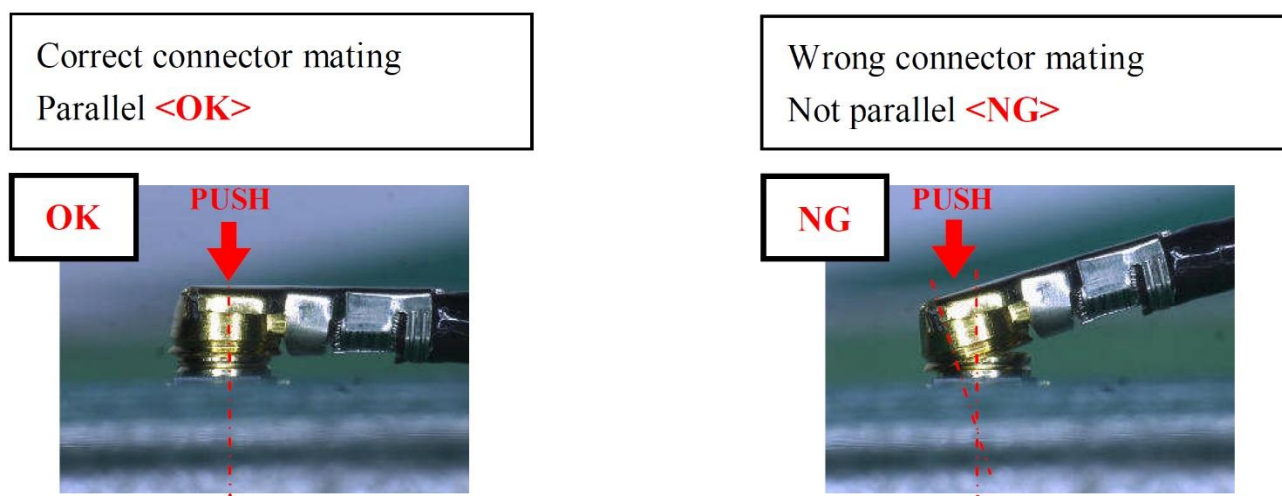 Correct connector mating
Parallel <OK>
Wrong connector mating
Not parallel <NG>
OK
PUSH
NG
PUSH